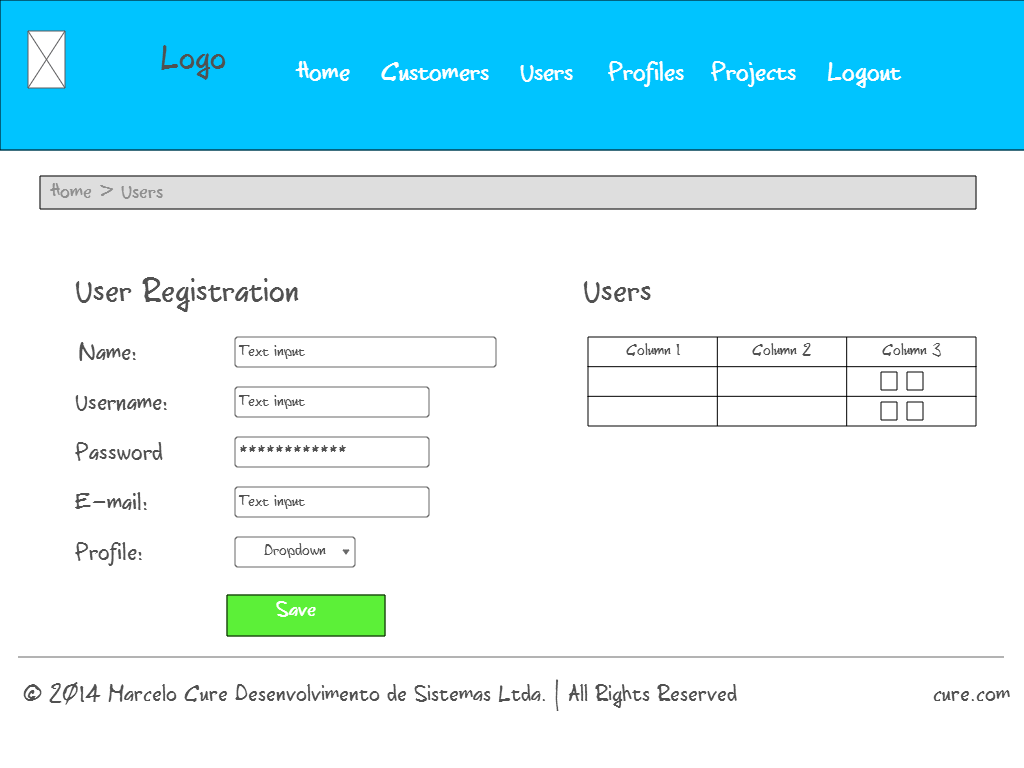 Logo
Home Customers Users Profiles Projects Logout
Home > Users
User Registration
Name: Text input
Username: Text input
Password ************
E-mail: Text input
Profile: Dropdown
Save
Users
Column 1 Column 2 Column 3
© 2014 Marcelo Cure Desenvolvimento de Sistemas Ltda. | All Rights Reserved
cure.com